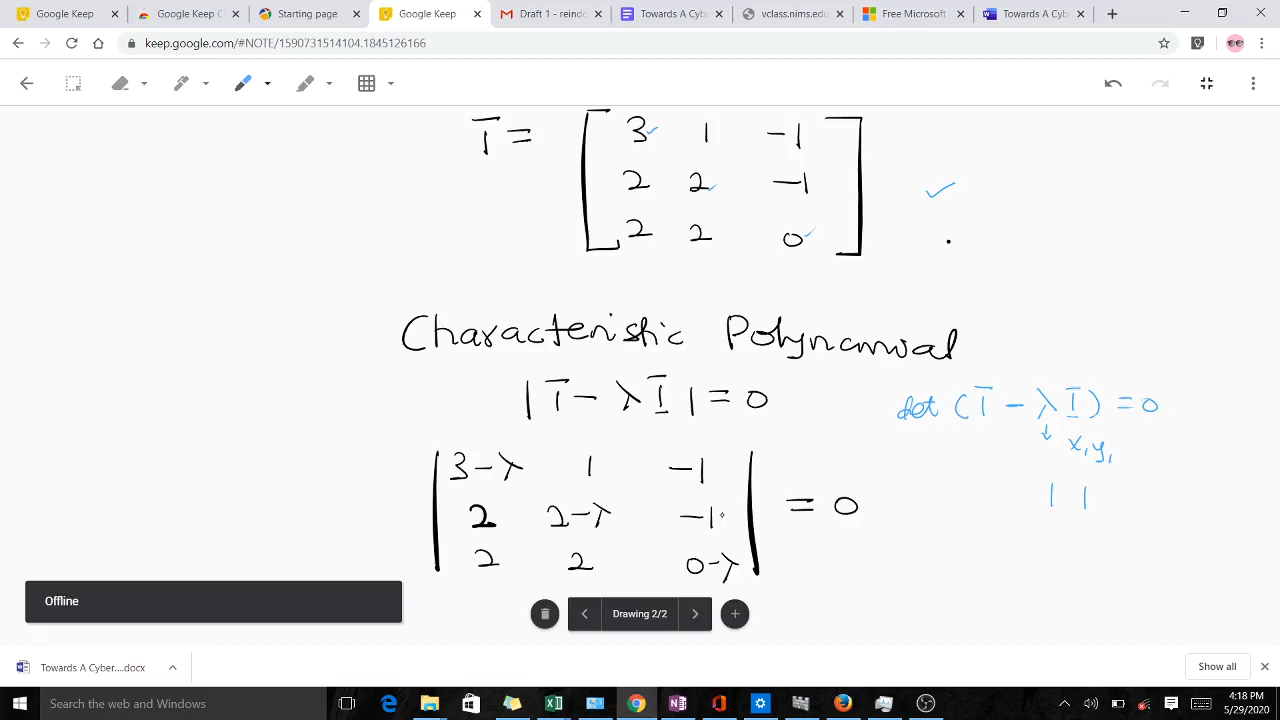 Google Keep
Google Keep Cl
Starting page
Google Keep
Draft 1 - reindo
Towards A Cybe
vclass.nims.
Free Microsoft
Towards A Cyb
keep.google.com/#NOTE/1590731514104.1845126166
T = [ 3 1 -1
2 2 -1
2 2 0 ] .
Characteristic Polynamial
|T - λI| = 0
det (T - λI) = 0
↓ x, y,
| 3-λ 1 -1 |
| 2 2-λ -1 | = 0
| 2 2 0-λ |
Offline
Drawing 2/2
Towards A Cyber....docx
Show all
Search the web and Windows
4:18 PM
5/29/2020